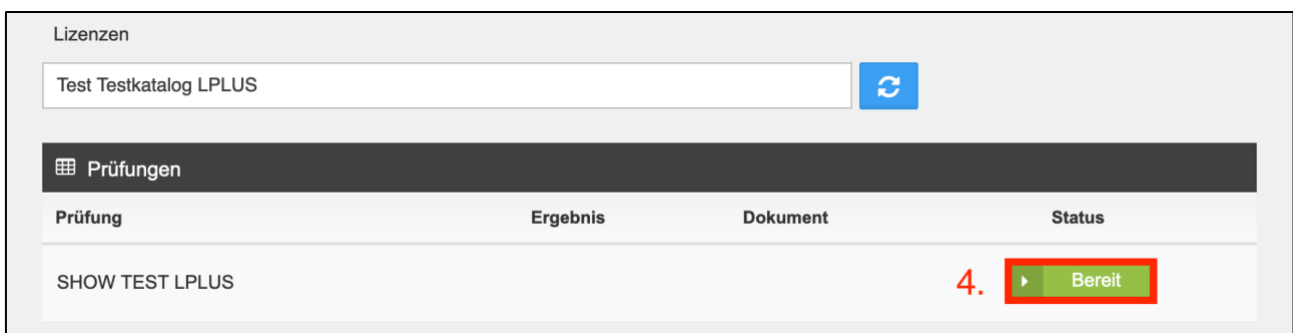 Lizenzen
Test Testkatalog LPLUS
Prüfungen
Prüfung Ergebnis Dokument Status
SHOW TEST LPLUS 4. Bereit